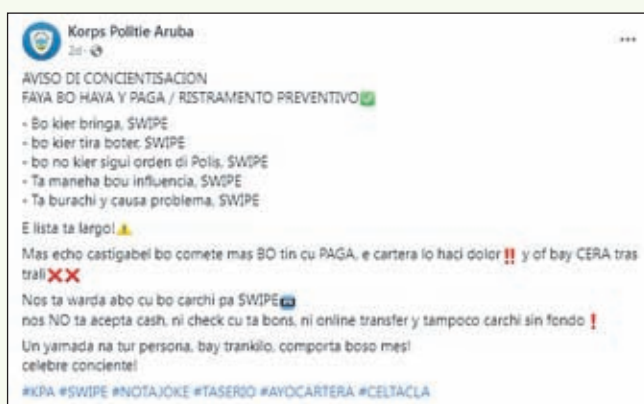 Korps Politie Aruba
2d ·
AVISO DI CONCIENTISACION
FAYA BO HAYA Y PAGA / RISTRAMENTO PREVENTIVO✅
- Bo kier bringa, SWIPE
- bo kier tira boter, SWIPE
- bo no kier sigui orden di Polis, SWIPE
- Ta maneha bou influencia, SWIPE
- Ta burachi y causa problema, SWIPE
E lista ta largo!⚠️
Mas echo castigabel bo comete mas BO tin cu PAGA, e cartera lo haci dolor‼️ y of bay CERA tras
trali❌❌
Nos ta warda abo cu bo carchi pa SWIPE🏧
nos NO ta acepta cash, ni check cu ta bons, ni online transfer y tampoco carchi sin fondo❗
Un yamada na tur persona, bay trankilo, comporta boso mes!
celebre conciente!
#KPA #SWIPE #NOTAJOKE #TASERIO #AYOCARTERA #CELTACLA